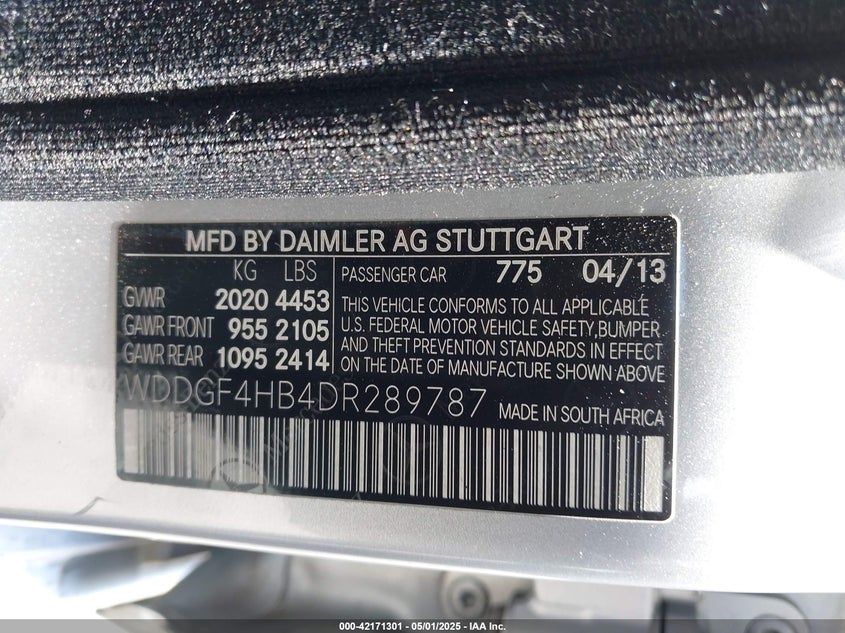 MFD BY DAIMLER AG STUTTGART
KG LBS
PASSENGER CAR 775 04/13
GVWR 2020 4453
GAWR FRONT 955 2105
GAWR REAR 1095 2414
THIS VEHICLE CONFORMS TO ALL APPLICABLE
U.S. FEDERAL MOTOR VEHICLE SAFETY, BUMPER
AND THEFT PREVENTION STANDARDS IN EFFECT
ON THE DATE OF MANUFACTURE SHOWN ABOVE
WDDGF4HB4DR289787 MADE IN SOUTH AFRICA
000-42171301 - 05/01/2025 - IAA Inc.